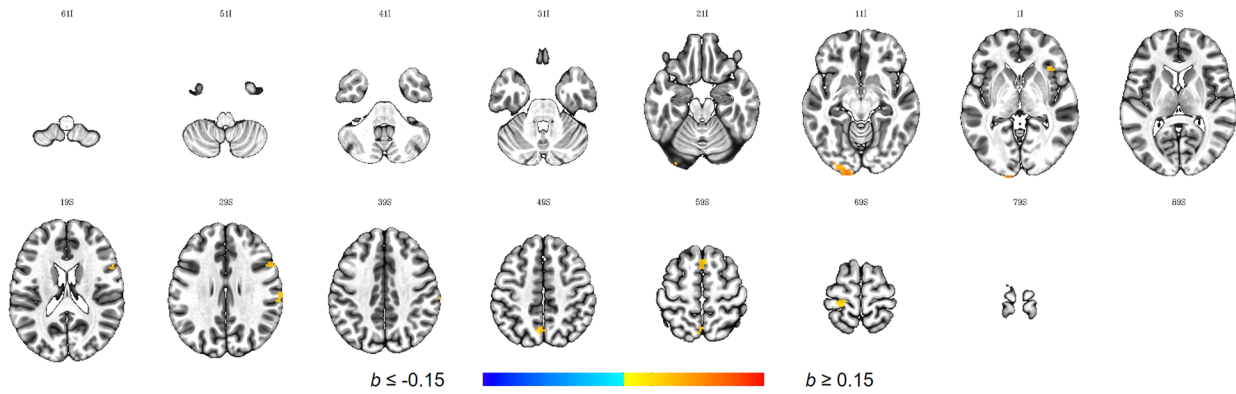 61I 51I 41I 31I 21I 11I 1I 9S
19S 29S 39S 49S 59S 69S 79S 89S
b ≤ -0.15 b ≥ 0.15